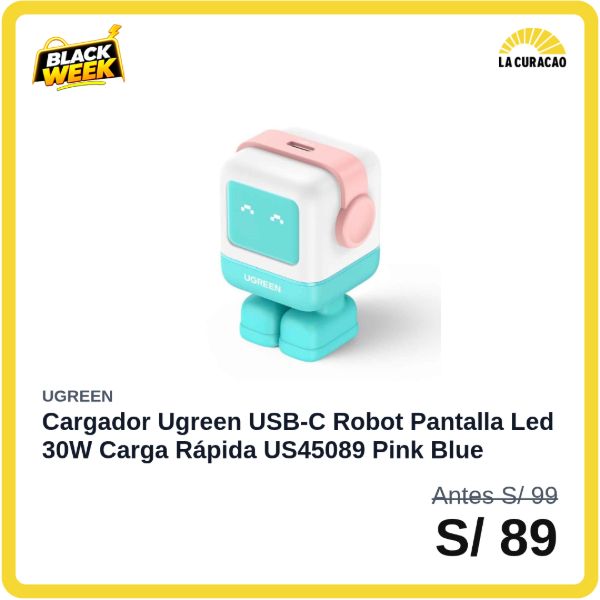 BLACK
WEEK
LA CURACAO
UGREEN
UGREEN
Cargador Ugreen USB-C Robot Pantalla Led
30W Carga Rápida US45089 Pink Blue
Antes S/ 99
S/ 89